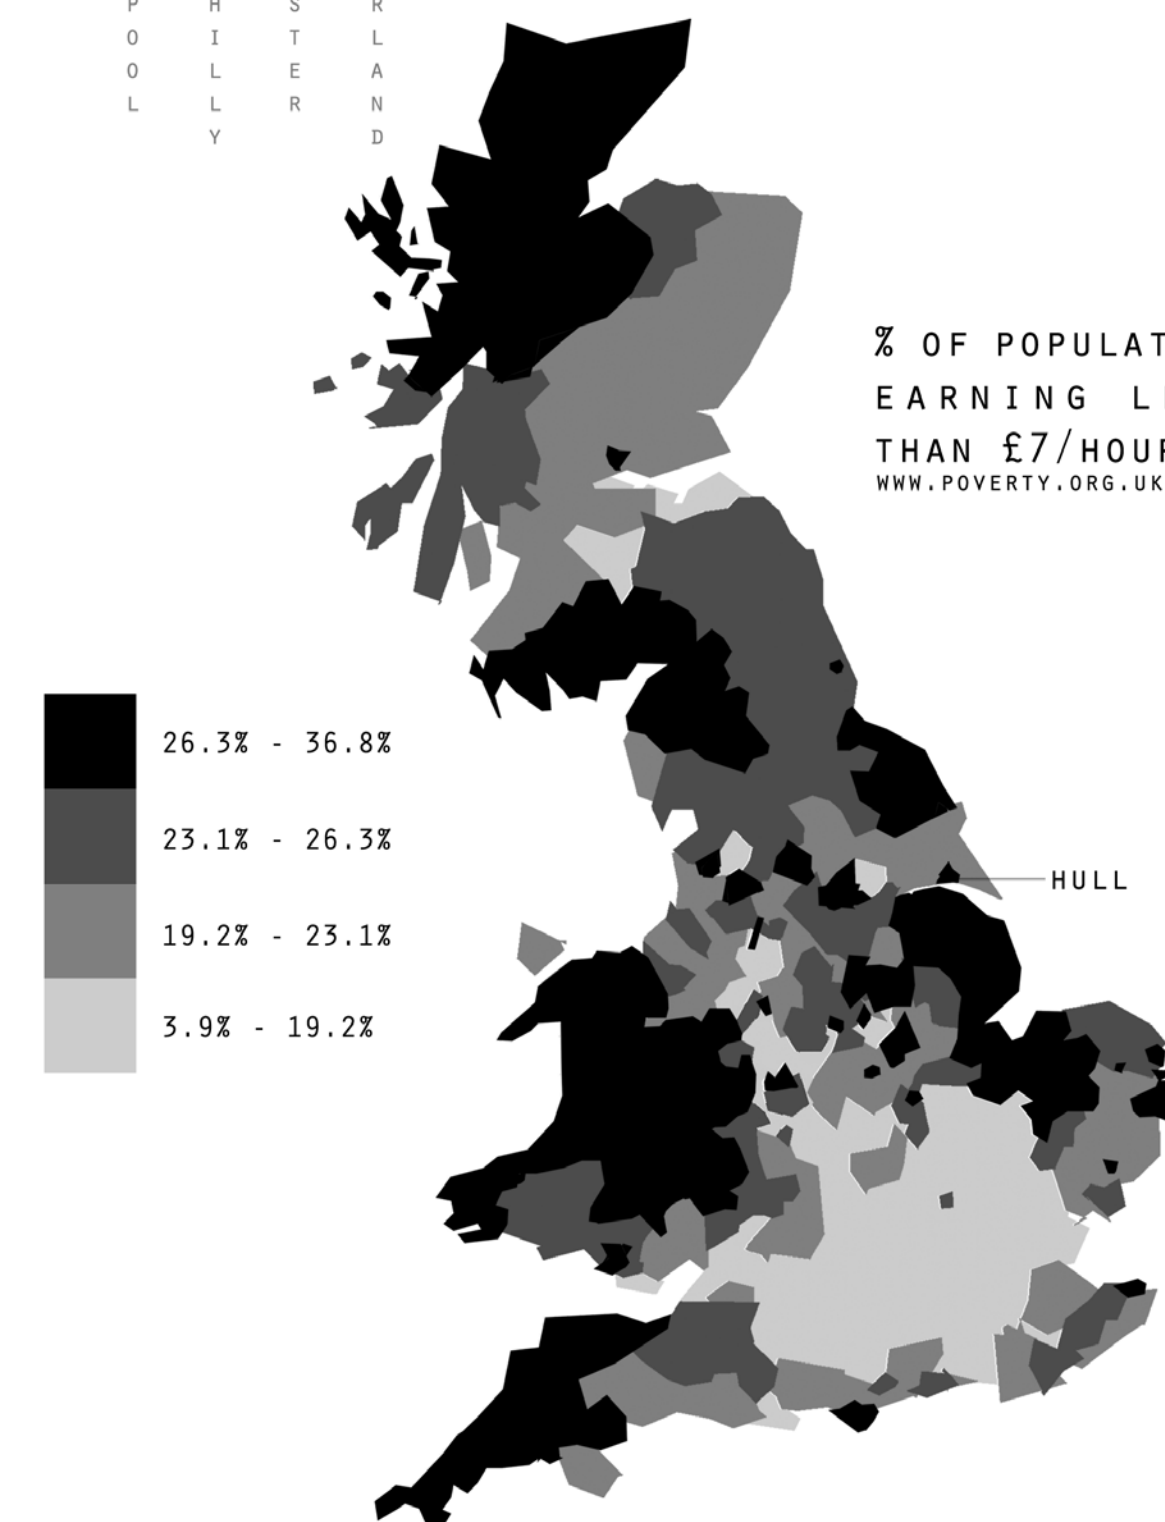 P H S R
O I T L
O L E A
L L R N
Y D
% OF POPULAT
EARNING L
THAN £7/HOUR
WWW.POVERTY.ORG.UK
26.3% - 36.8%
23.1% - 26.3%
19.2% - 23.1%
3.9% - 19.2%
HULL